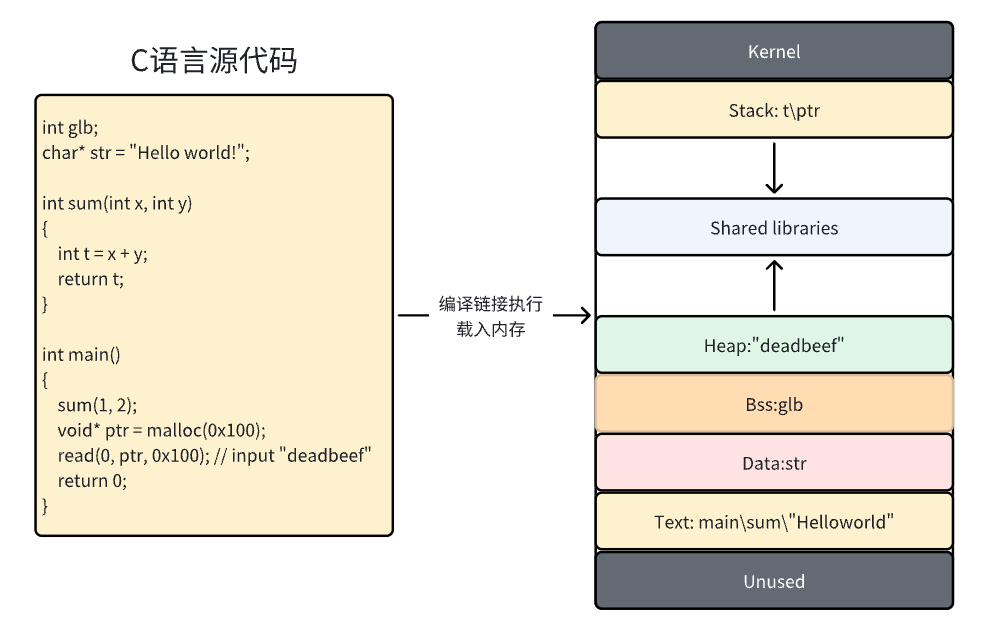 C语言源代码
int glb;
char* str = "Hello world!";
int sum(int x, int y)
{
int t = x + y;
return t;
}
int main()
{
sum(1, 2);
void* ptr = malloc(0x100);
read(0, ptr, 0x100); // input "deadbeef"
return 0;
}
编译链接执行
载入内存
Kernel
Stack: t\ptr
Shared libraries
Heap:"deadbeef"
Bss:glb
Data:str
Text: main\sum\"Helloworld"
Unused